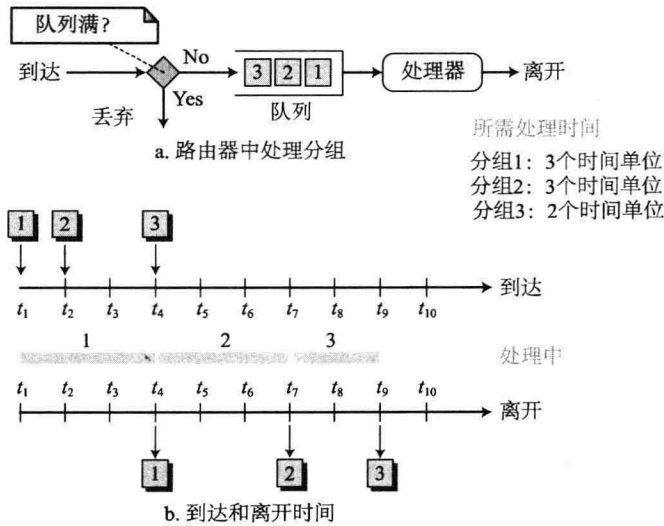 队列满?
到达
No
3 2 1
处理器
离开
Yes
丢弃
队列
a. 路由器中处理分组
所需处理时间
分组1：3个时间单位
分组2：3个时间单位
分组3：2个时间单位
1 2 3
到达
t1 t2 t3 t4 t5 t6 t7 t8 t9 t10
1 2 3
处理中
t1 t2 t3 t4 t5 t6 t7 t8 t9 t10
离开
1 2 3
b. 到达和离开时间